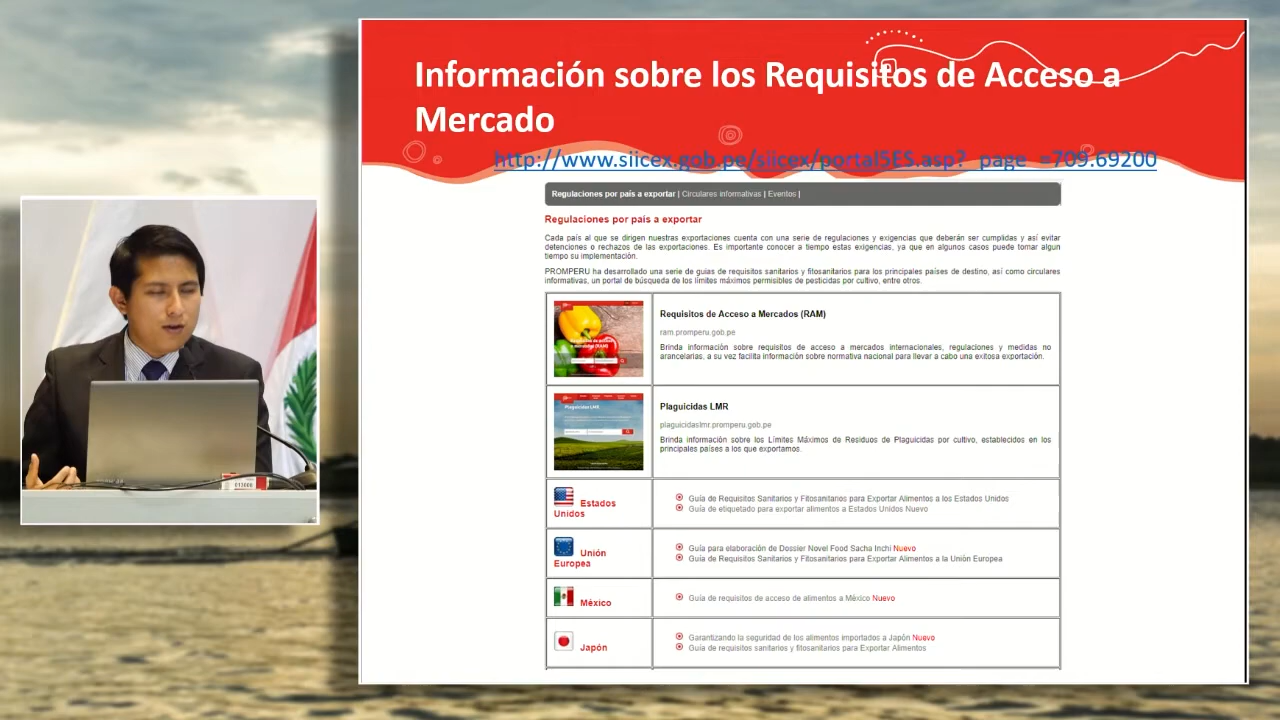 Información sobre los Requisitos de Acceso a
Mercado
http://www.siicex.gob.pe/siicex/portal5ES.asp?_page_=709.69200
Regulaciones por país a exportar | Circulares informativas | Eventos |
Regulaciones por país a exportar
Cada país al que se dirigen nuestras exportaciones cuenta con una serie de regulaciones y exigencias que deberán ser cumplidas y así evitar
detenciones o rechazos de las exportaciones. Es importante conocer a tiempo estas exigencias, ya que en algunos casos puede tomar algun
tiempo su implementación.
PROMPERU ha desarrollado una serie de guias de requisitos sanitarios y fitosanitarios para los principales países de destino, así como circulares
informativas, un portal de búsqueda de los límites máximos permisibles de pesticidas por cultivo, entre otros.
Requisitos de Acceso a Mercados (RAM)
ram.promperu.gob.pe
Brinda información sobre requisitos de acceso a mercados internacionales, regulaciones y medidas no
arancelarias, a su vez facilita información sobre normativa nacional para llevar a cabo una exitosa exportación.
Plaguicidas LMR
Plaguicidas LMR
plaguicidaslmr.promperu.gob.pe
Brinda información sobre los Límites Máximos de Residuos de Plaguicidas por cultivo, establecidos en los
principales países a los que exportamos.
Estados
Unidos
Guía de Requisitos Sanitarios y Fitosanitarios para Exportar Alimentos a los Estados Unidos
Guía de etiquetado para exportar alimentos a Estados Unidos Nuevo
Unión
Europea
Guía para elaboración de Dossier Novel Food Sacha Inchi Nuevo
Guía de Requisitos Sanitarios y Fitosanitarios para Exportar Alimentos a la Unión Europea
México
Guía de requisitos de acceso de alimentos a México Nuevo
Japón
Garantizando la seguridad de los alimentos importados a Japón Nuevo
Guía de requisitos sanitarios y fitosanitarios para Exportar Alimentos